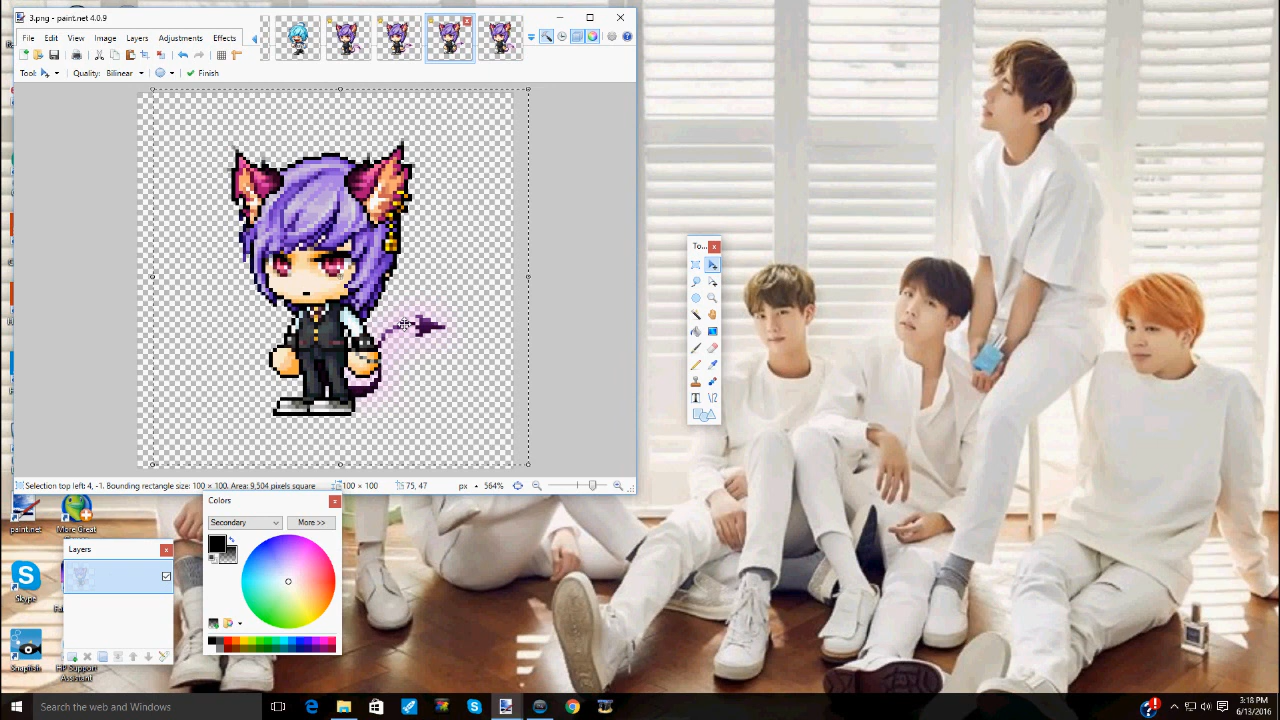 3.png - paint.net 4.0.9
File Edit View Image Layers Adjustments Effects
Tool: Quality: Bilinear Finish
To...
Selection top left: 4, -1. Bounding rectangle size: 100 × 100. Area: 9,504 pixels square 100 × 100 75, 47 px 564%
Colors
Secondary More >>
paint.net
More Great
Layers
Skype
Snapfish
HP Support
Assistant
Search the web and Windows
3:18 PM
6/13/2016